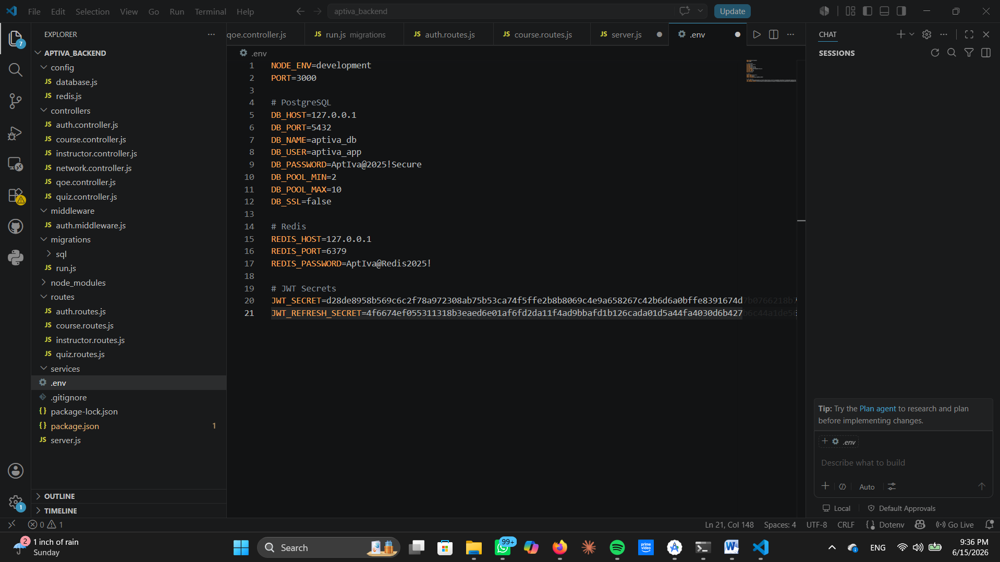 File Edit Selection View Go Run Terminal Help
aptiva_backend
Update
EXPLORER
7
APTIVA_BACKEND
config
JS database.js
JS redis.js
controllers
JS auth.controller.js
JS course.controller.js
JS instructor.controller.js
JS network.controller.js
JS qoe.controller.js
JS quiz.controller.js
middleware
JS auth.middleware.js
migrations
sql
JS run.js
node_modules
routes
JS auth.routes.js
JS course.routes.js
JS instructor.routes.js
JS quiz.routes.js
services
.env
.gitignore
{} package-lock.json
{} package.json 1
JS server.js
OUTLINE
TIMELINE
1
qoe.controller.js
JS run.js migrations
JS auth.routes.js
JS course.routes.js
JS server.js
.env
.env
1 NODE_ENV=development
2 PORT=3000
3
4 # PostgreSQL
5 DB_HOST=127.0.0.1
6 DB_PORT=5432
7 DB_NAME=aptiva_db
8 DB_USER=aptiva_app
9 DB_PASSWORD=AptIva@2025!Secure
10 DB_POOL_MIN=2
11 DB_POOL_MAX=10
12 DB_SSL=false
13
14 # Redis
15 REDIS_HOST=127.0.0.1
16 REDIS_PORT=6379
17 REDIS_PASSWORD=AptIva@Redis2025!
18
19 # JWT Secrets
20 JWT_SECRET=d28de8958b569c6c2f78a972308ab75b53ca74f5ffe2b8b8069c4e9a658267c42b6d6a0bffe8391674d7b0766218b7
21 JWT_REFRESH_SECRET=4f6674ef055311318b3eaed6e01af6fd2da11f4ad9bbafd1b126cada01d5a44fa4030d6b427b6c44a1de5
CHAT
SESSIONS
Tip: Try the Plan agent to research and plan
before implementing changes.
.env
Describe what to build
Auto
Local
Default Approvals
0 1
Ln 21, Col 148 Spaces: 4 UTF-8 CRLF {} Dotenv Go Live
2
1 inch of rain
Sunday
Search
99+
prime video
ENG
9:36 PM
6/15/2026